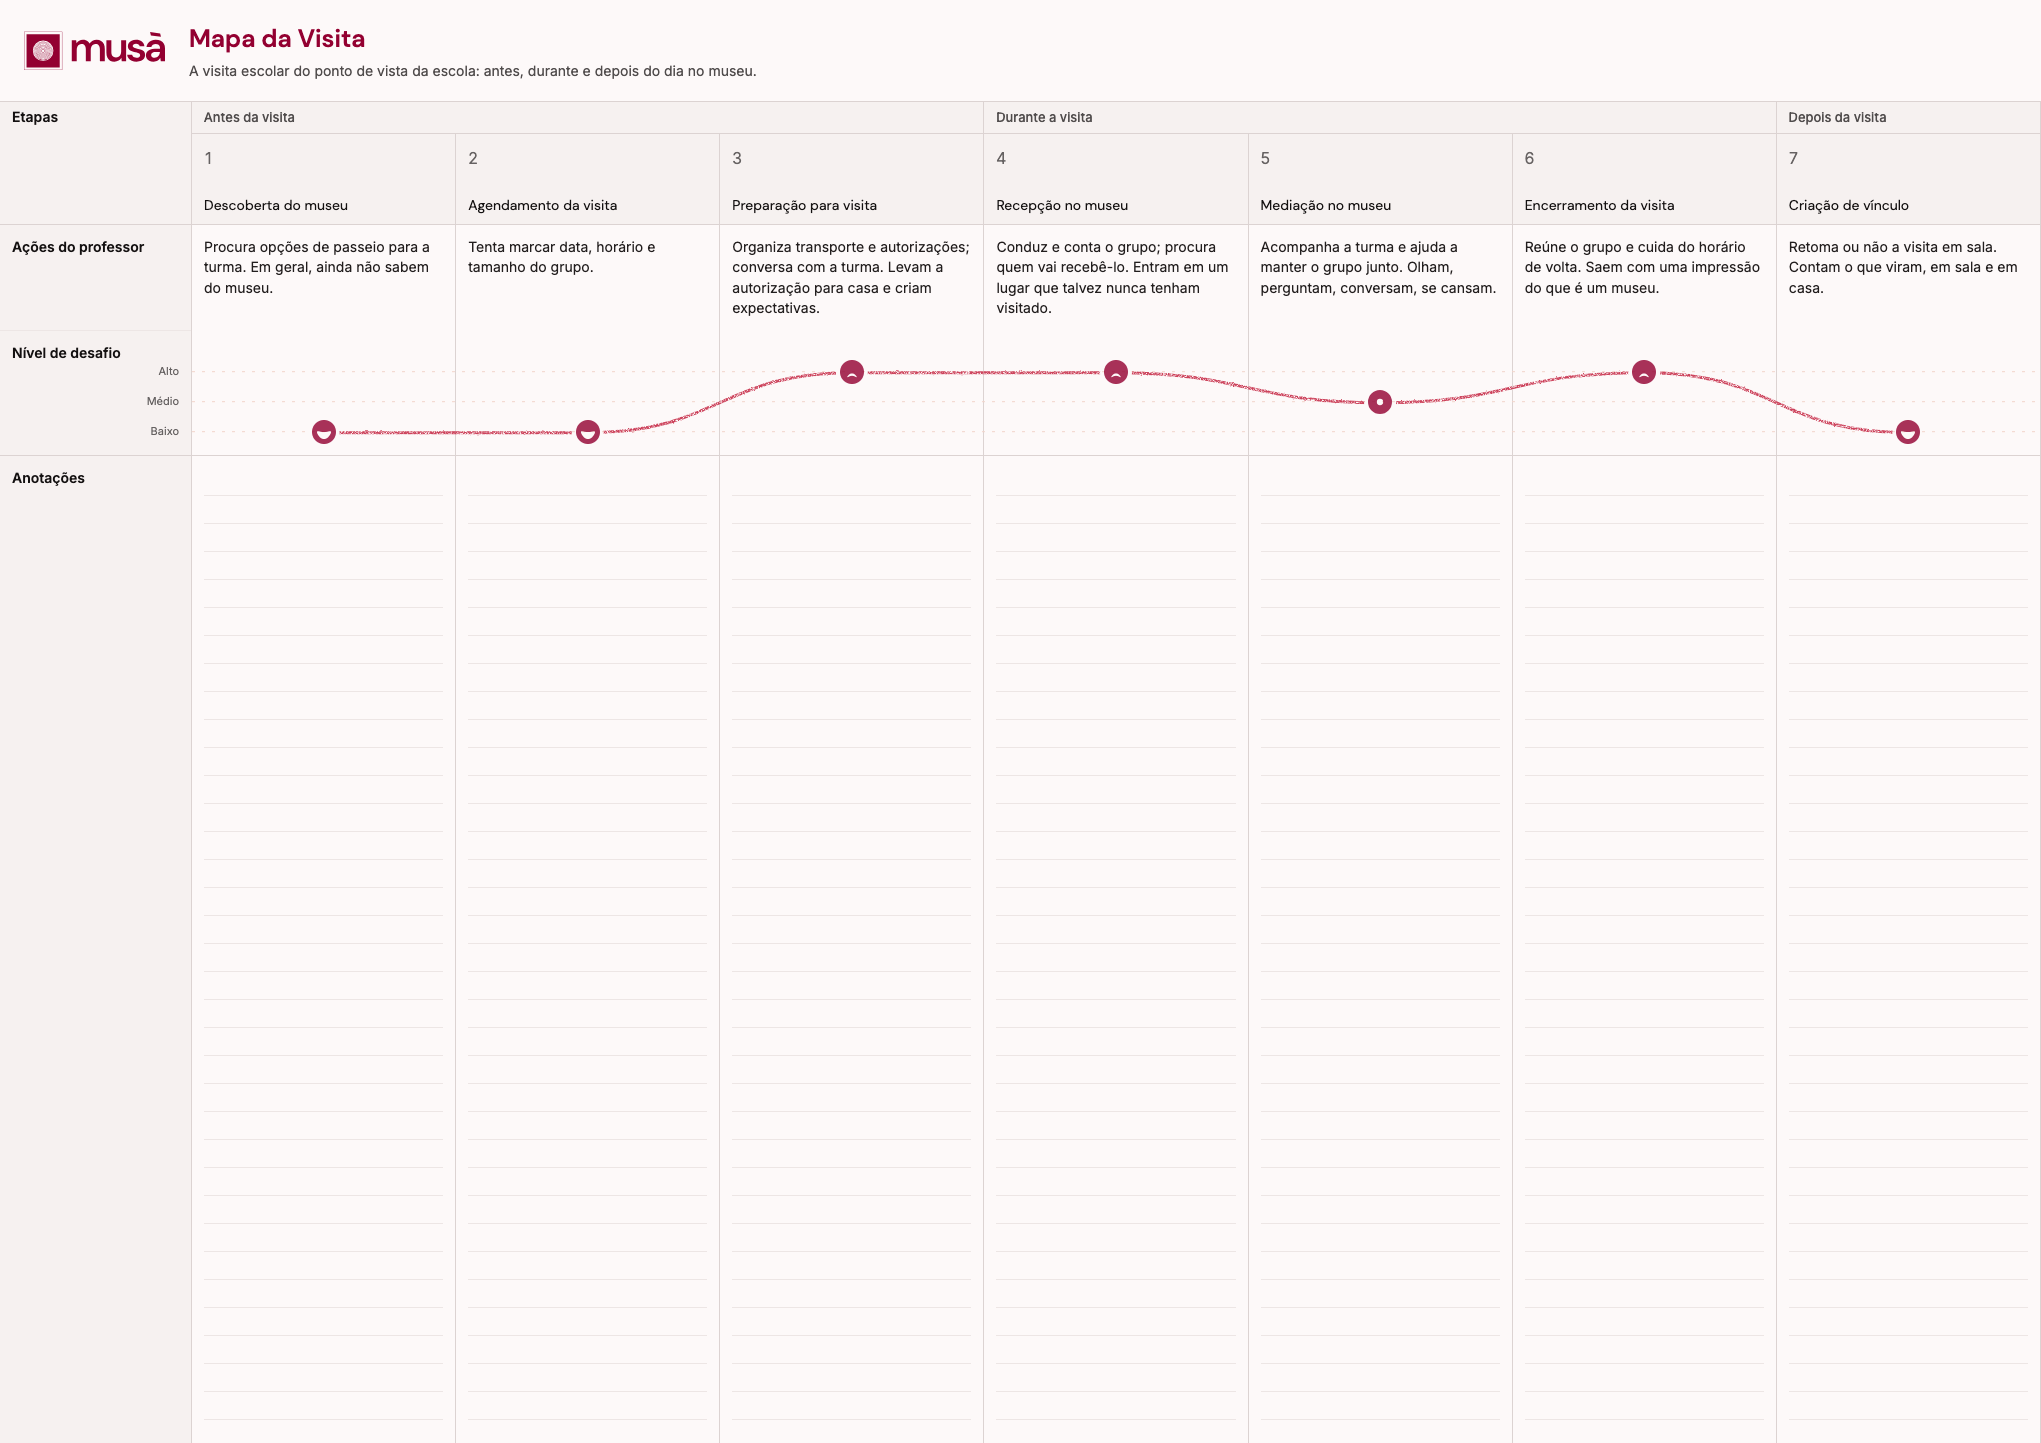 musà
Mapa da Visita
A visita escolar do ponto de vista da escola: antes, durante e depois do dia no museu.
Etapas
Antes da visita
Durante a visita
Depois da visita
1
2
3
4
5
6
7
Descoberta do museu
Agendamento da visita
Preparação para visita
Recepção no museu
Mediação no museu
Encerramento da visita
Criação de vínculo
Ações do professor
Procura opções de passeio para a
turma. Em geral, ainda não sabem
do museu.
Tenta marcar data, horário e
tamanho do grupo.
Organiza transporte e autorizações;
conversa com a turma. Levam a
autorização para casa e criam
expectativas.
Conduz e conta o grupo; procura
quem vai recebê-lo. Entram em um
lugar que talvez nunca tenham
visitado.
Acompanha a turma e ajuda a
manter o grupo junto. Olham,
perguntam, conversam, se cansam.
Reúne o grupo e cuida do horário
de volta. Saem com uma impressão
do que é um museu.
Retoma ou não a visita em sala.
Contam o que viram, em sala e em
casa.
Nível de desafio
Alto
Médio
Baixo
Anotações